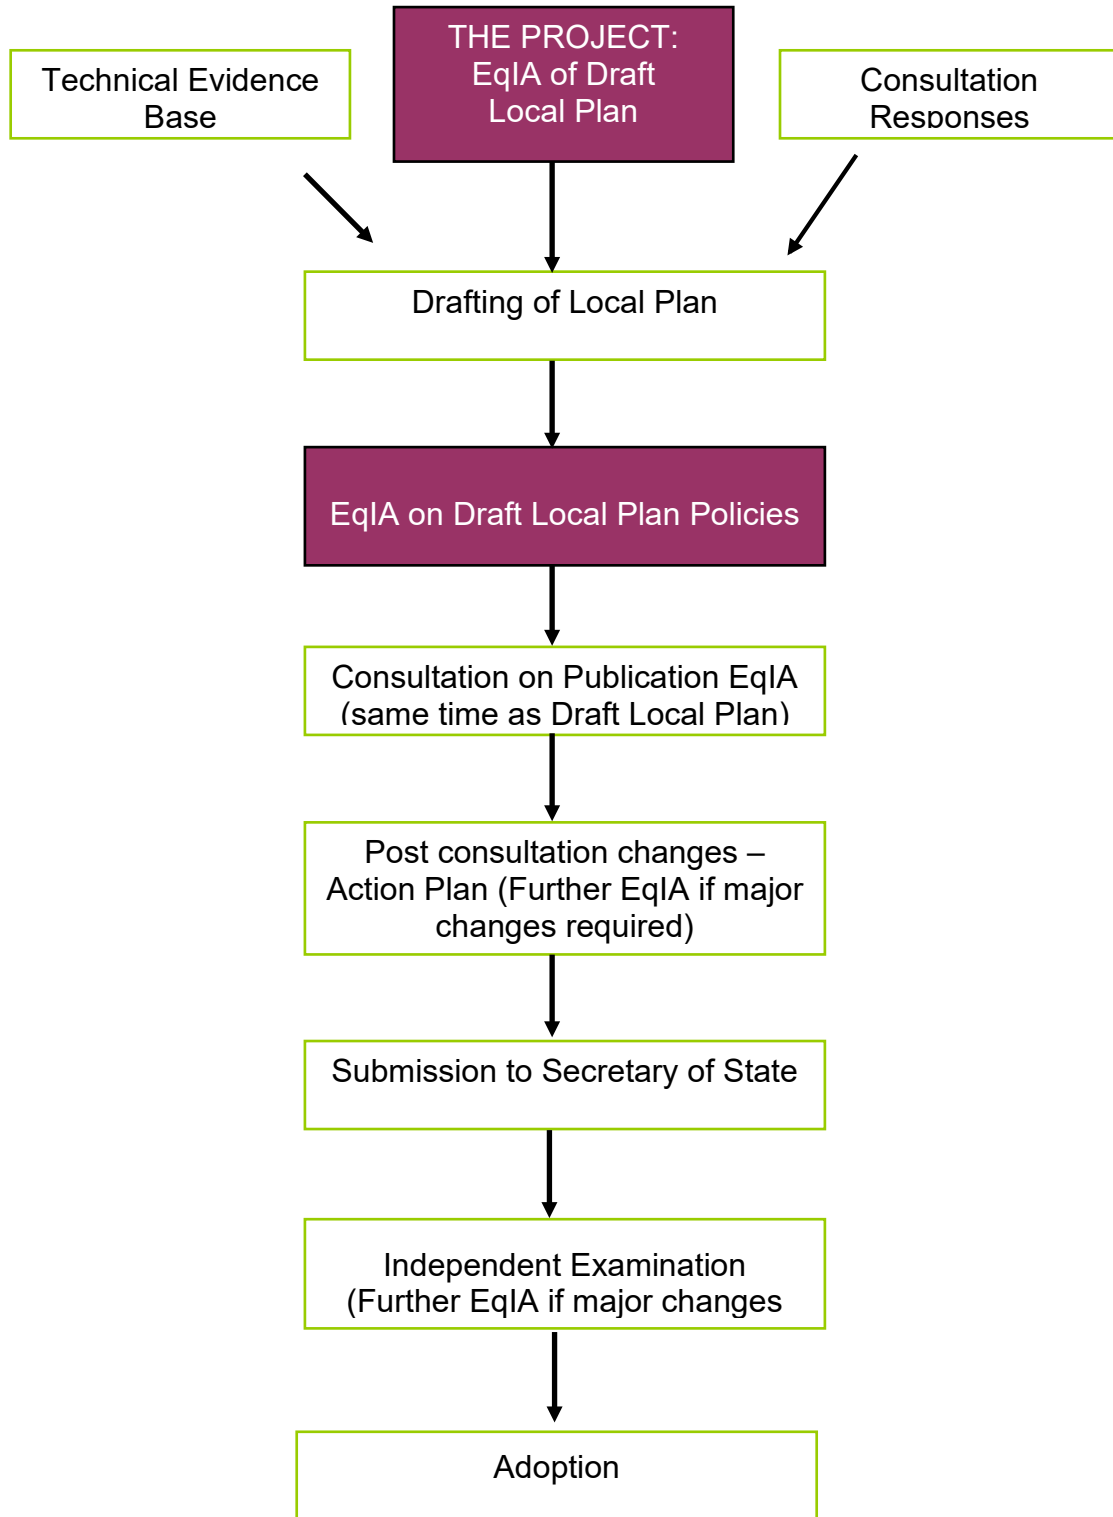 Technical Evidence
Base
THE PROJECT:
EqIA of Draft
Local Plan
Consultation
Responses
Drafting of Local Plan
EqIA on Draft Local Plan Policies
Consultation on Publication EqIA
(same time as Draft Local Plan)
Post consultation changes –
Action Plan (Further EqIA if major
changes required)
Submission to Secretary of State
Independent Examination
(Further EqIA if major changes
Adoption